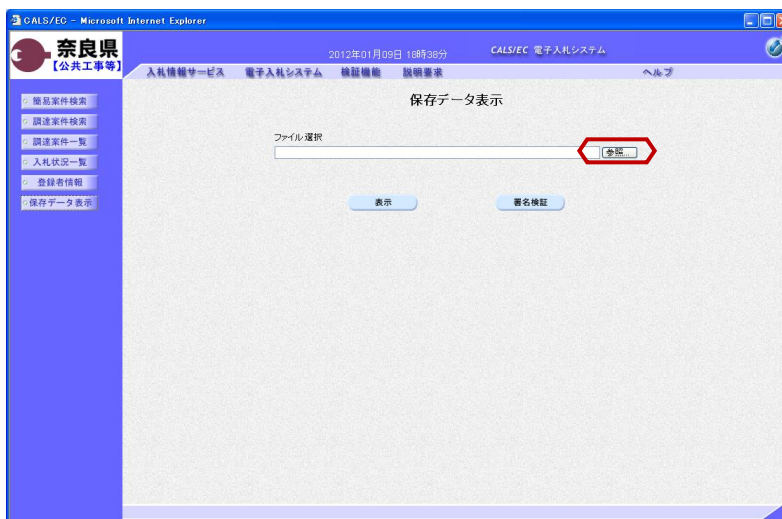 CALS/EC - Microsoft Internet Explorer
奈良県
【公共工事等】
2012年01月09日 18時38分
CALS/EC 電子入札システム
入札情報サービス 電子入札システム 検証機能 説明要求 ヘルプ
簡易案件検索
調達案件検索
調達案件一覧
入札状況一覧
登録者情報
保存データ表示
保存データ表示
ファイル選択
参照...
表示
署名検証